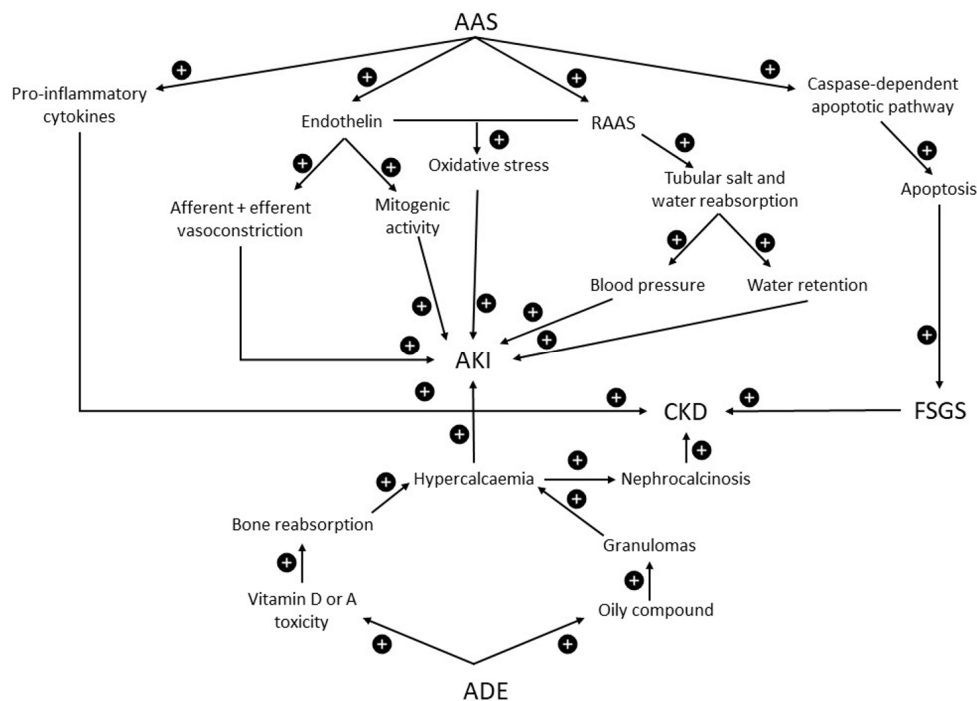 AAS
Pro-inflammatory
cytokines
Caspase-dependent
apoptotic pathway
Endothelin
RAAS
Oxidative stress
Tubular salt and
water reabsorption
Apoptosis
Afferent + efferent
vasoconstriction
Mitogenic
activity
Blood pressure
Water retention
AKI
CKD
FSGS
Hypercalcaemia
Nephrocalcinosis
Bone reabsorption
Granulomas
Vitamin D or A
toxicity
Oily compound
ADE